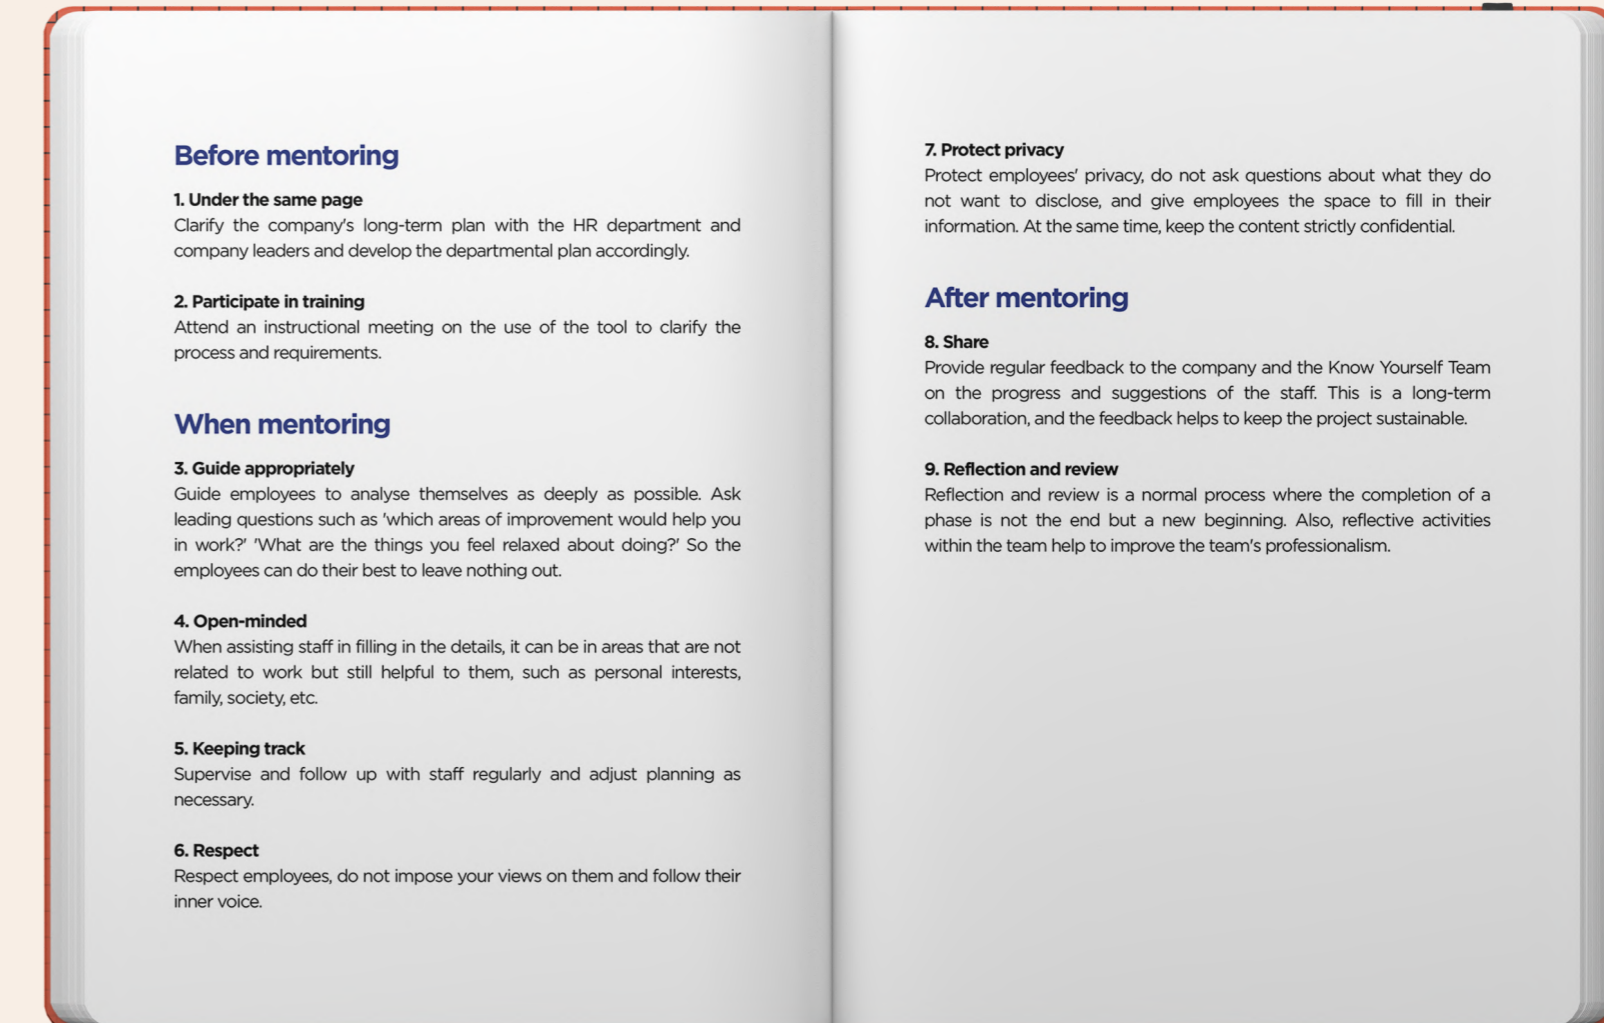 Before mentoring
1. Under the same page
Clarify the company's long-term plan with the HR department and
company leaders and develop the departmental plan accordingly.
2. Participate in training
Attend an instructional meeting on the use of the tool to clarify the
process and requirements.
When mentoring
3. Guide appropriately
Guide employees to analyse themselves as deeply as possible. Ask
leading questions such as 'which areas of improvement would help you
in work?' 'What are the things you feel relaxed about doing?' So the
employees can do their best to leave nothing out.
4. Open-minded
When assisting staff in filling in the details, it can be in areas that are not
related to work but still helpful to them, such as personal interests,
family, society, etc.
5. Keeping track
Supervise and follow up with staff regularly and adjust planning as
necessary.
6. Respect
Respect employees, do not impose your views on them and follow their
inner voice.
7. Protect privacy
Protect employees' privacy, do not ask questions about what they do
not want to disclose, and give employees the space to fill in their
information. At the same time, keep the content strictly confidential.
After mentoring
8. Share
Provide regular feedback to the company and the Know Yourself Team
on the progress and suggestions of the staff. This is a long-term
collaboration, and the feedback helps to keep the project sustainable.
9. Reflection and review
Reflection and review is a normal process where the completion of a
phase is not the end but a new beginning. Also, reflective activities
within the team help to improve the team's professionalism.